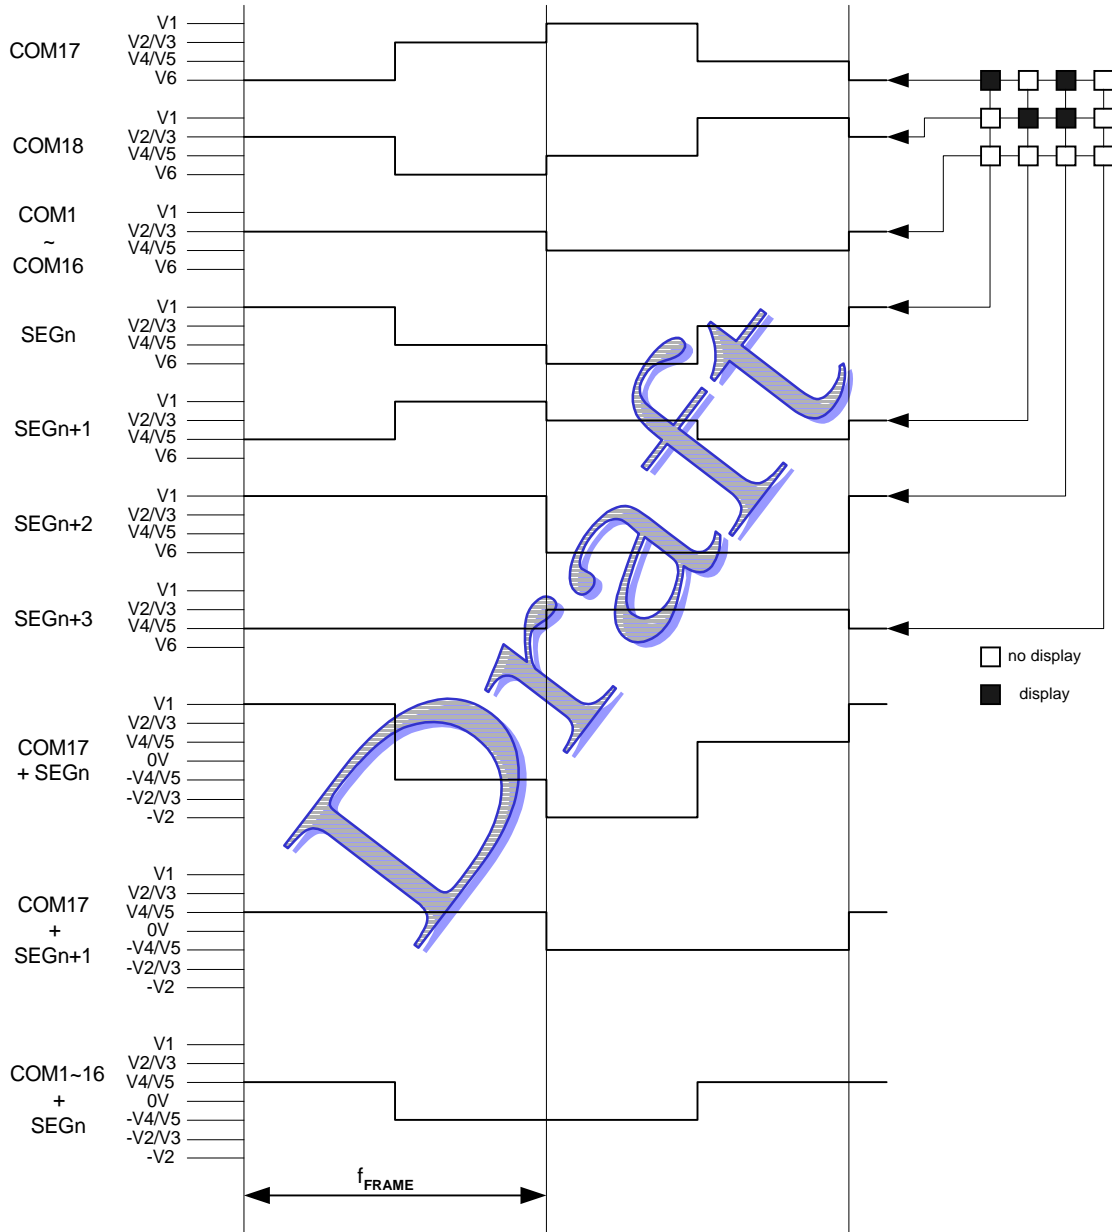 COM17
V1
V2/V3
V4/V5
V6
COM18
V1
V2/V3
V4/V5
V6
COM1
~
COM16
V1
V2/V3
V4/V5
V6
SEGn
V1
V2/V3
V4/V5
V6
SEGn+1
V1
V2/V3
V4/V5
V6
SEGn+2
V1
V2/V3
V4/V5
V6
SEGn+3
V1
V2/V3
V4/V5
V6
no display
display
COM17
+ SEGn
V1
V2/V3
V4/V5
0V
-V4/V5
-V2/V3
-V2
COM17
+
SEGn+1
V1
V2/V3
V4/V5
0V
-V4/V5
-V2/V3
-V2
COM1~16
+
SEGn
V1
V2/V3
V4/V5
0V
-V4/V5
-V2/V3
-V2
fFRAME
Draft